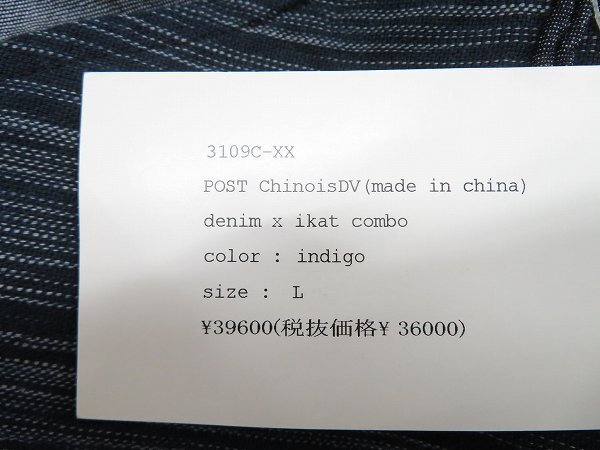 3109C-XX
POST ChinoisDV(made in china)
denim x ikat combo
color : indigo
size : L
¥39600(税抜価格¥ 36000)